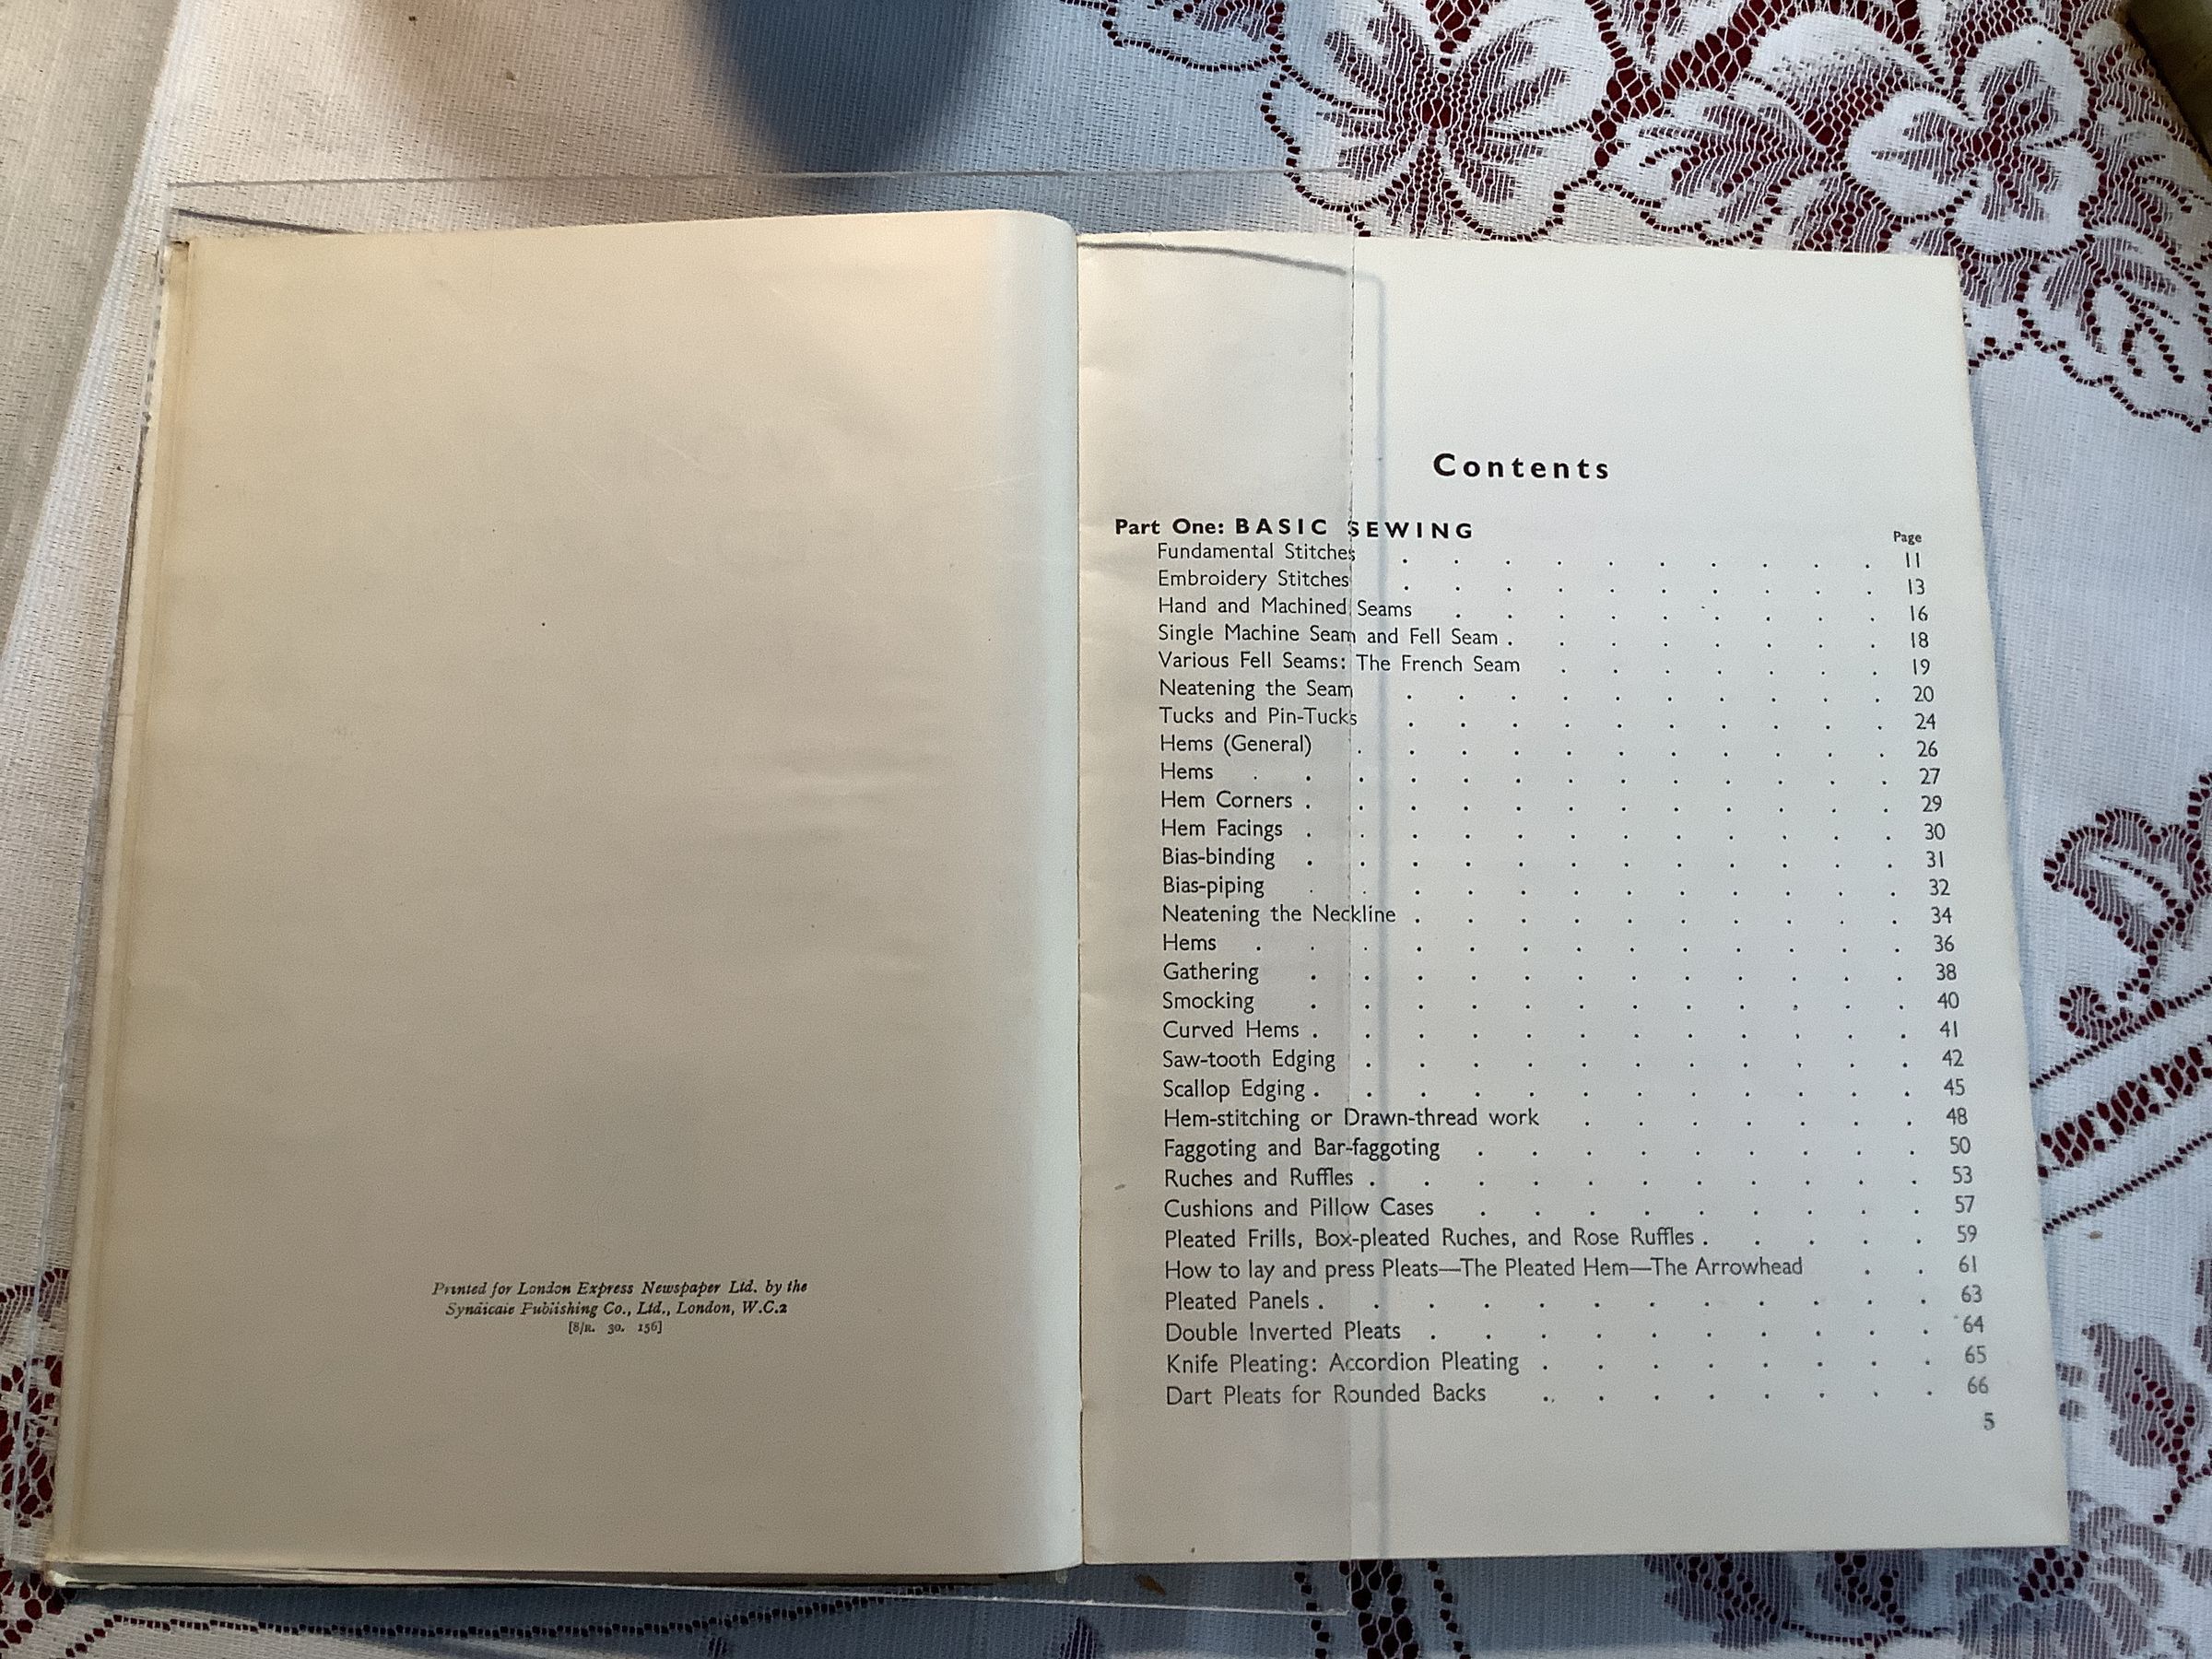 Printed for London Express Newspaper Ltd. by the
Syndicate Publishing Co., Ltd., London, W.C.2
[8/R. 30. 156]
Contents
Part One: BASIC SEWING
Page
Fundamental Stitches . . . . . . . . . . 11
Embroidery Stitches . . . . . . . . . . 13
Hand and Machined Seams . . . . . . . . . 16
Single Machine Seam and Fell Seam . . . . . . . . 18
Various Fell Seams: The French Seam . . . . . . . 19
Neatening the Seam . . . . . . . . . . 20
Tucks and Pin-Tucks . . . . . . . . . . 24
Hems (General) . . . . . . . . . . . 26
Hems . . . . . . . . . . . . . 27
Hem Corners . . . . . . . . . . . . 29
Hem Facings . . . . . . . . . . . . 30
Bias-binding . . . . . . . . . . . . 31
Bias-piping . . . . . . . . . . . . 32
Neatening the Neckline . . . . . . . . . . 34
Hems . . . . . . . . . . . . . 36
Gathering . . . . . . . . . . . . 38
Smocking . . . . . . . . . . . . 40
Curved Hems . . . . . . . . . . . . 41
Saw-tooth Edging . . . . . . . . . . . 42
Scallop Edging . . . . . . . . . . . . 45
Hem-stitching or Drawn-thread work . . . . . . . 48
Faggoting and Bar-faggoting . . . . . . . . . 50
Ruches and Ruffles . . . . . . . . . . . 53
Cushions and Pillow Cases . . . . . . . . . 57
Pleated Frills, Box-pleated Ruches, and Rose Ruffles . . . . . 59
How to lay and press Pleats—The Pleated Hem—The Arrowhead . . 61
Pleated Panels . . . . . . . . . . . . 63
Double Inverted Pleats . . . . . . . . . . 64
Knife Pleating: Accordion Pleating . . . . . . . . 65
Dart Pleats for Rounded Backs . . . . . . . . 66
5